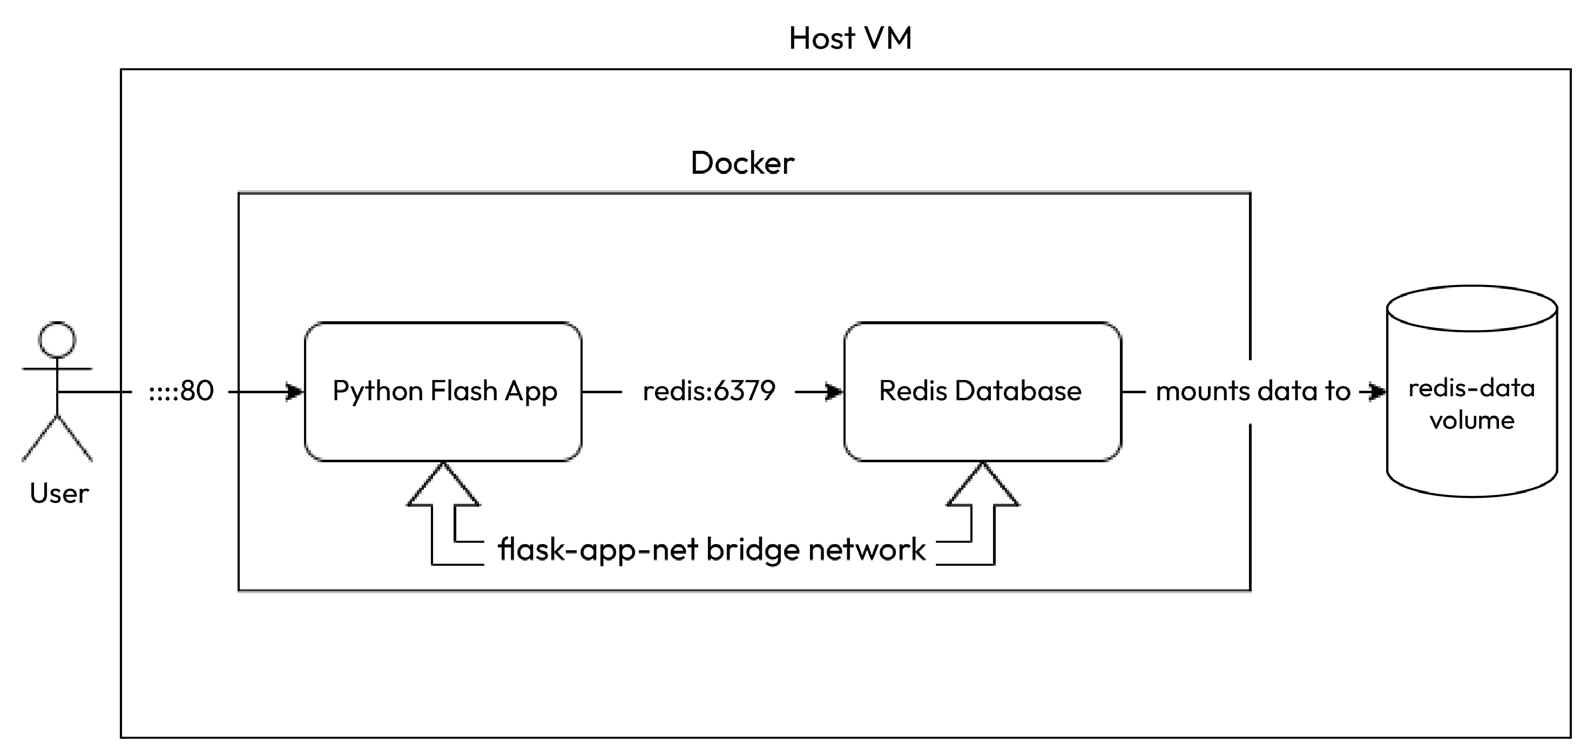 Host VM
Docker
::::80
Python Flash App
redis:6379
Redis Database
mounts data to
redis-data
volume
User
flask-app-net bridge network